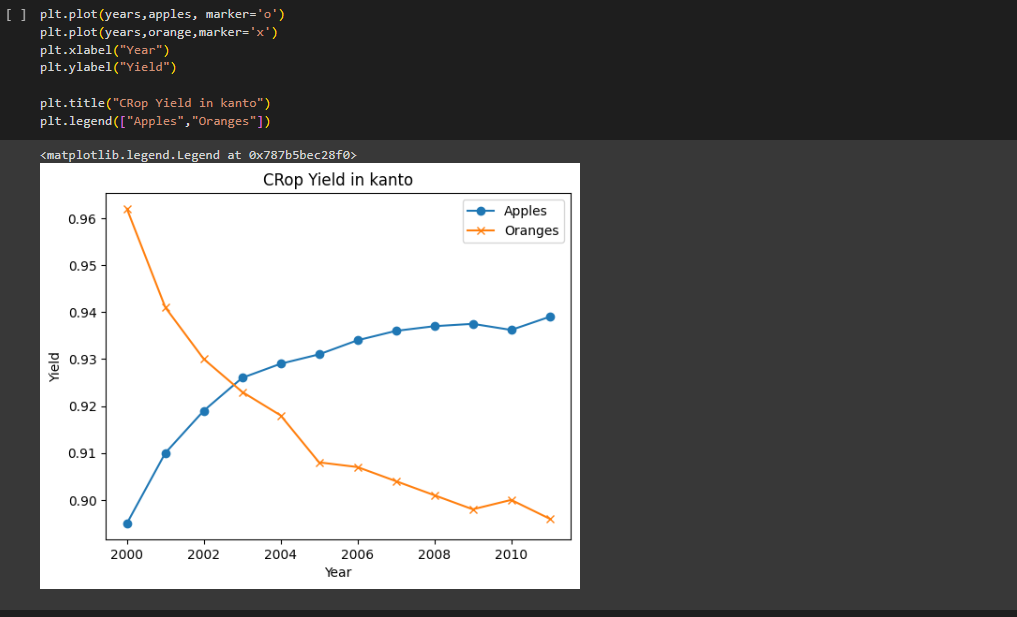 [ ] plt.plot(years,apples, marker='o')
plt.plot(years,orange,marker='x')
plt.xlabel("Year")
plt.ylabel("Yield")
plt.title("CRop Yield in kanto")
plt.legend(["Apples","Oranges"])
<matplotlib.legend.Legend at 0x787b5bec28f0>
CRop Yield in kanto
Apples
Oranges
0.96
0.95
0.94
0.93
0.92
0.91
0.90
Yield
2000 2002 2004 2006 2008 2010
Year